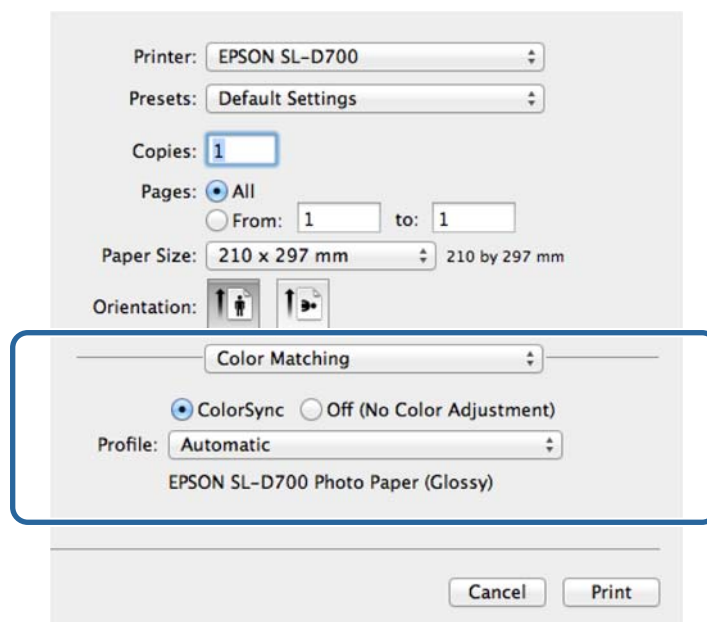 Printer: EPSON SL-D700
Presets: Default Settings
Copies: 1
Pages: All
From: 1 to: 1
Paper Size: 210 x 297 mm 210 by 297 mm
Orientation:
Color Matching
ColorSync Off (No Color Adjustment)
Profile: Automatic
EPSON SL-D700 Photo Paper (Glossy)
Cancel Print